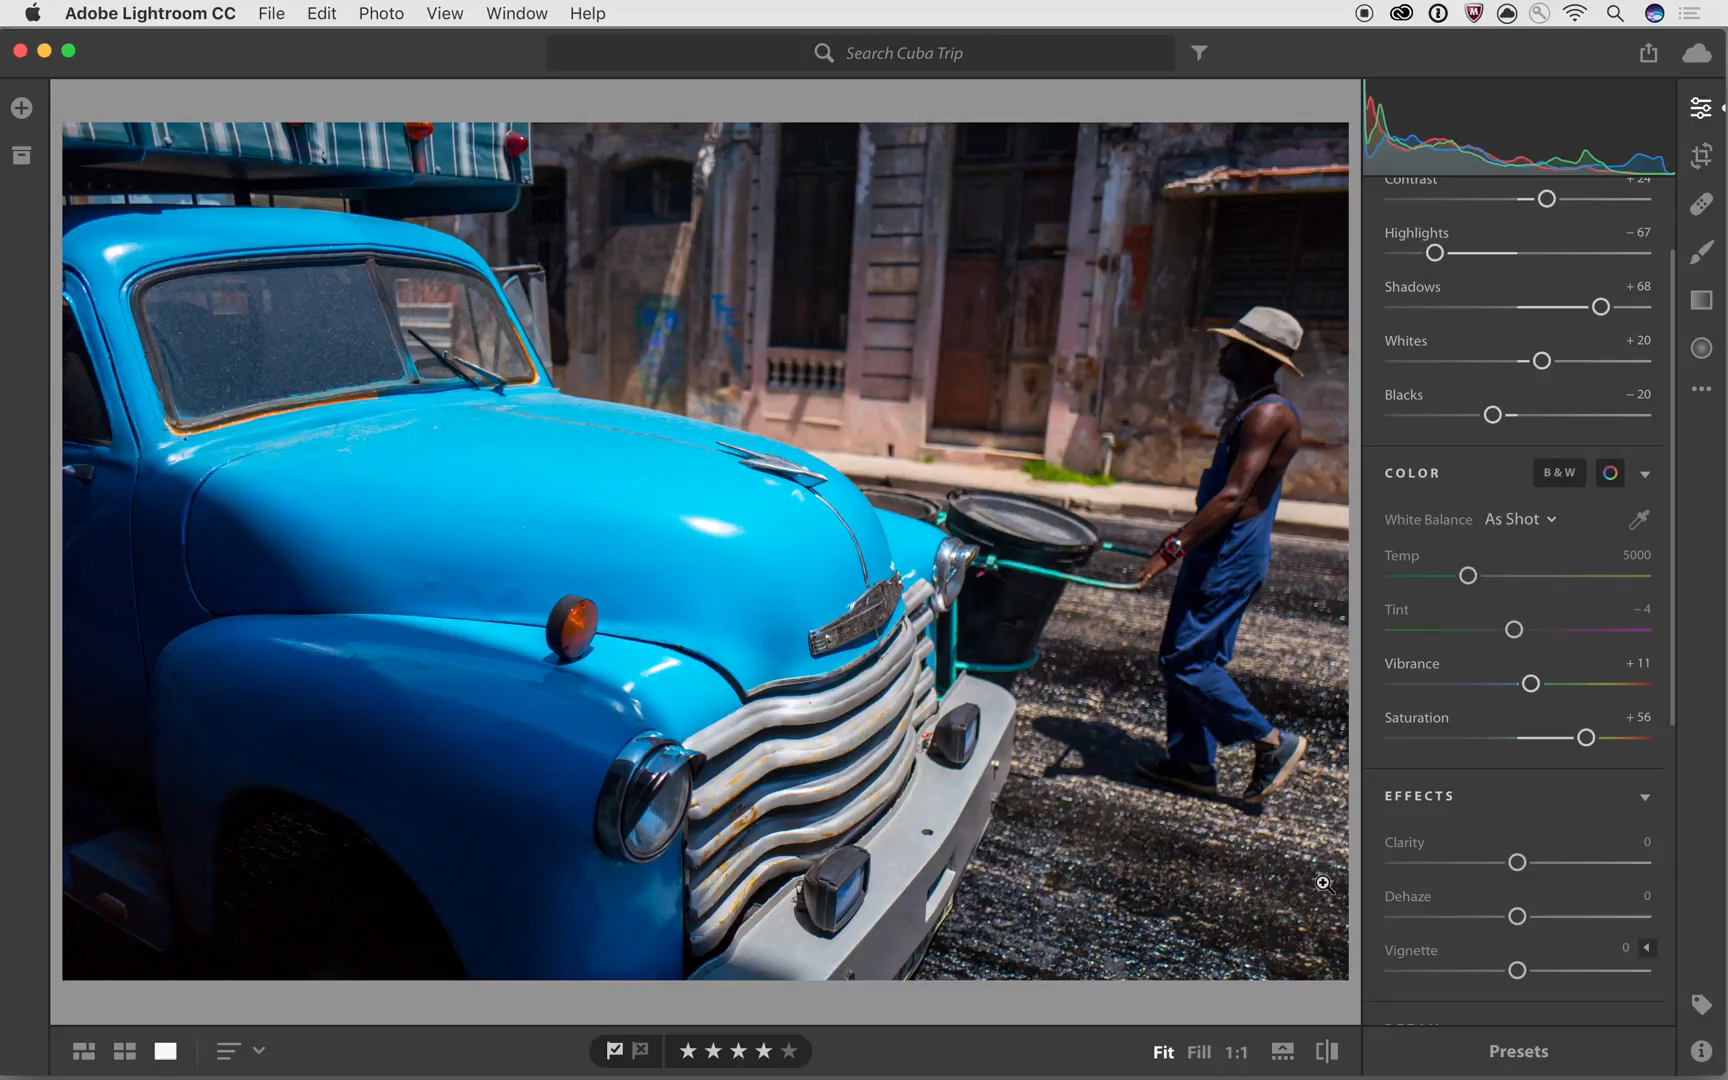 Adobe Lightroom CC File Edit Photo View Window Help
Search Cuba Trip
Contrast + 24
Highlights − 67
Shadows + 68
Whites + 20
Blacks − 20
COLOR B & W
White Balance As Shot
Temp 5000
Tint − 4
Vibrance + 11
Saturation + 56
EFFECTS
Clarity 0
Dehaze 0
Vignette 0
Fit Fill 1:1
Presets